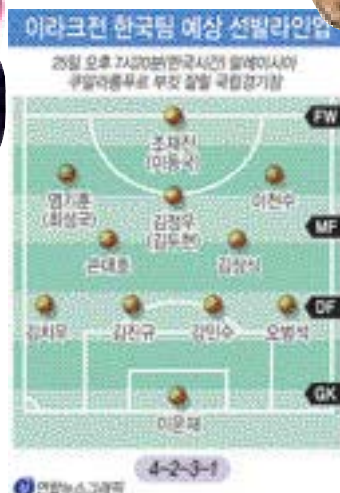 이라크전 한국팀 예상 선발라인업
25일 오후 7시20분(한국시간) 말레이시아
쿠알라룸푸르 부킷 잘릴 국립경기장
FW
조재진
(이동국)
염기훈
(최성국)
김정우
(김두현)
이천수
MF
손대호
김상식
DF
김치우
김진규
강민수
오범석
GK
이운재
4-2-3-1
연합뉴스그래픽